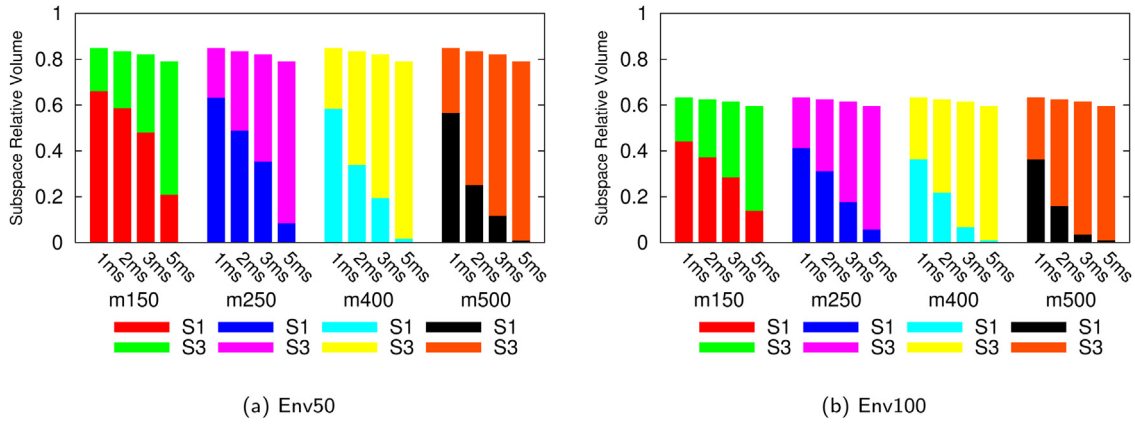 Subspace Relative Volume
1
0.8
0.6
0.4
0.2
0
1ms 2ms 3ms 5ms 1ms 2ms 3ms 5ms 1ms 2ms 3ms 5ms 1ms 2ms 3ms 5ms
m150 m250 m400 m500
S1 S1 S1 S1
S3 S3 S3 S3
(a) Env50
Subspace Relative Volume
1
0.8
0.6
0.4
0.2
0
1ms 2ms 3ms 5ms 1ms 2ms 3ms 5ms 1ms 2ms 3ms 5ms 1ms 2ms 3ms 5ms
m150 m250 m400 m500
S1 S1 S1 S1
S3 S3 S3 S3
(b) Env100